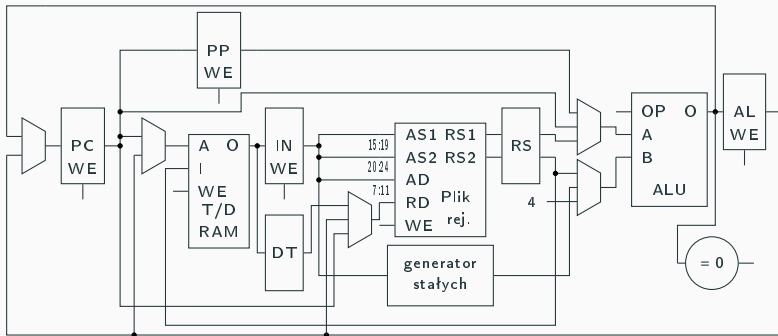 PP
WE
PC
WE
A O
I
WE
T/D
RAM
IN
WE
DT
15:19
20:24
7:11
AS1 RS1
AS2 RS2
AD
RD
WE
Plik
rej.
RS
generator
stałych
4
OP O
A
B
ALU
AL
WE
= 0